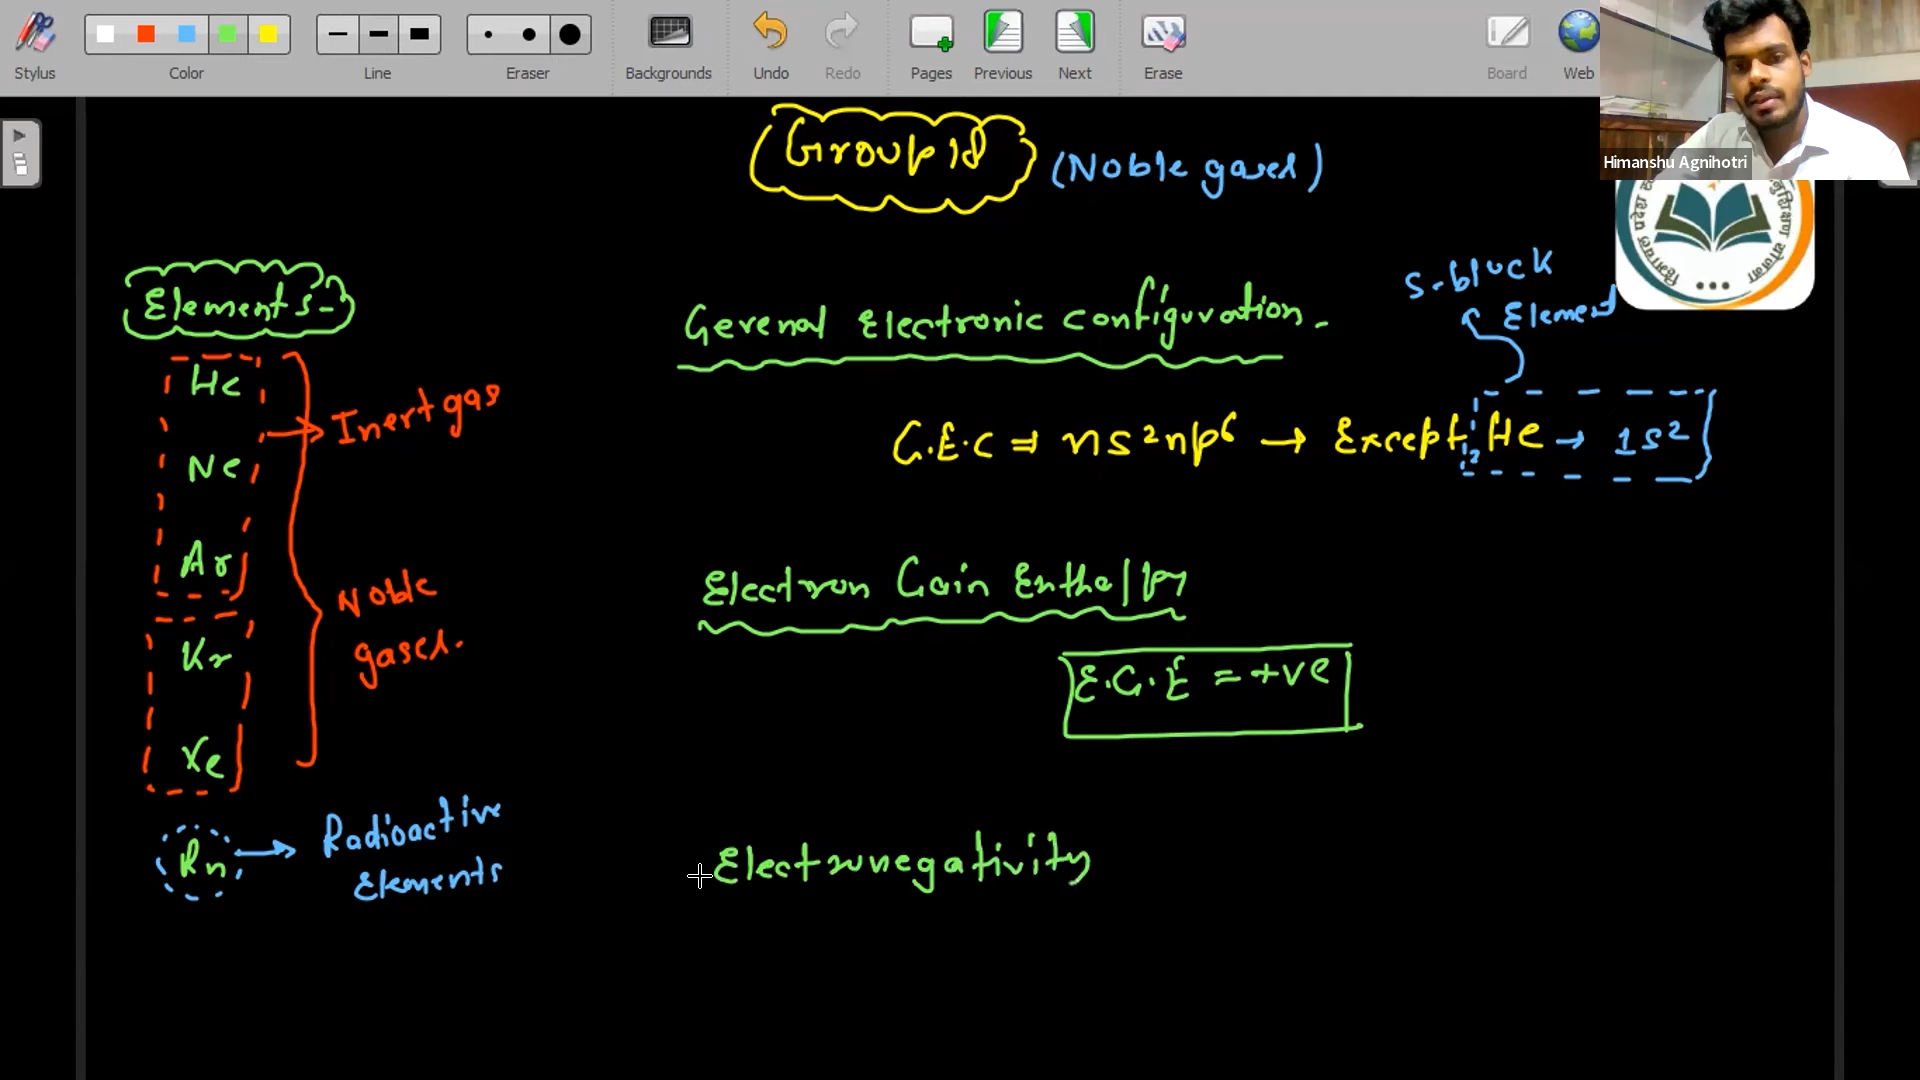 Stylus
Color
Line
Eraser
Backgrounds
Undo
Redo
Pages
Previous
Next
Erase
Board
Web
Himanshu Agnihotri
Group 18 (Noble gases)
Elements-
He
Ne
Ar
Kr
Xe
Rn
Inert gas
Noble
gases.
Radioactive
Elements
General Electronic Configuration.
S-block
Element
G.E.C ⇒ ns²np⁶ → Except, He → 1s²
Electron Gain Enthalpy
E.G.E = +ve
Electronegativity